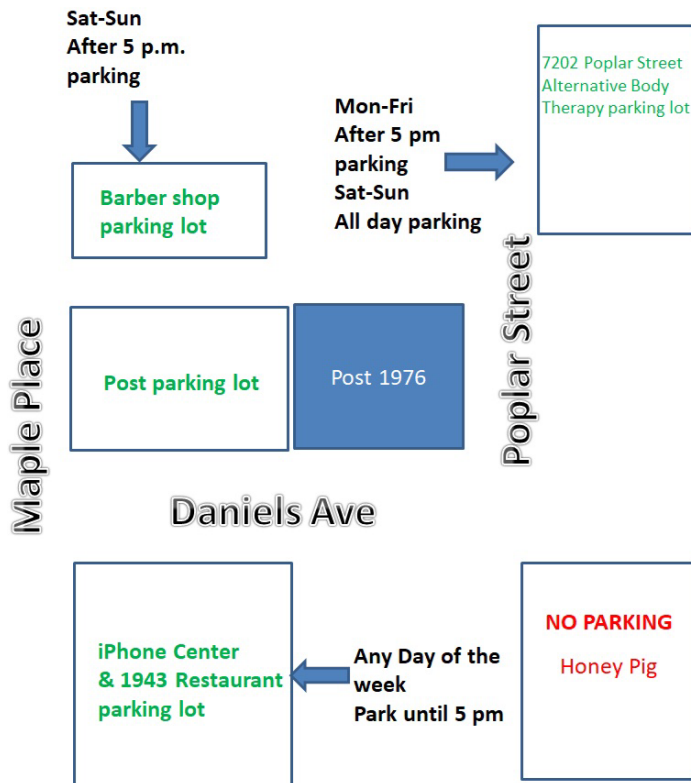 Sat-Sun
After 5 p.m.
parking
7202 Poplar Street
Alternative Body
Therapy parking lot
Mon-Fri
After 5 pm
parking
Sat-Sun
All day parking
Barber shop
parking lot
Maple Place
Post parking lot
Post 1976
Poplar Street
Daniels Ave
iPhone Center
& 1943 Restaurant
parking lot
Any Day of the
week
Park until 5 pm
NO PARKING
Honey Pig